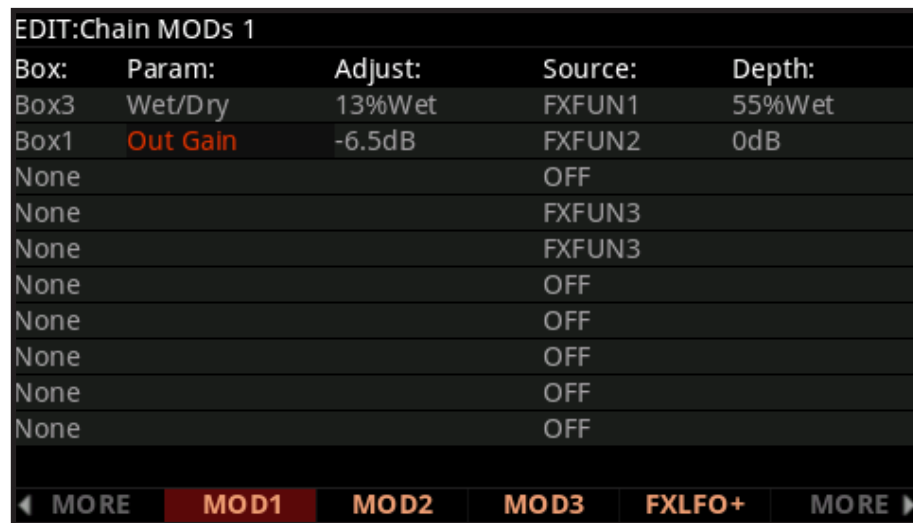 EDIT:Chain MODs 1
Box: Param: Adjust: Source: Depth:
Box3 Wet/Dry 13%Wet FXFUN1 55%Wet
Box1 Out Gain -6.5dB FXFUN2 0dB
None OFF
None FXFUN3
None FXFUN3
None OFF
None OFF
None OFF
None OFF
None OFF
MORE MOD1 MOD2 MOD3 FXLFO+ MORE